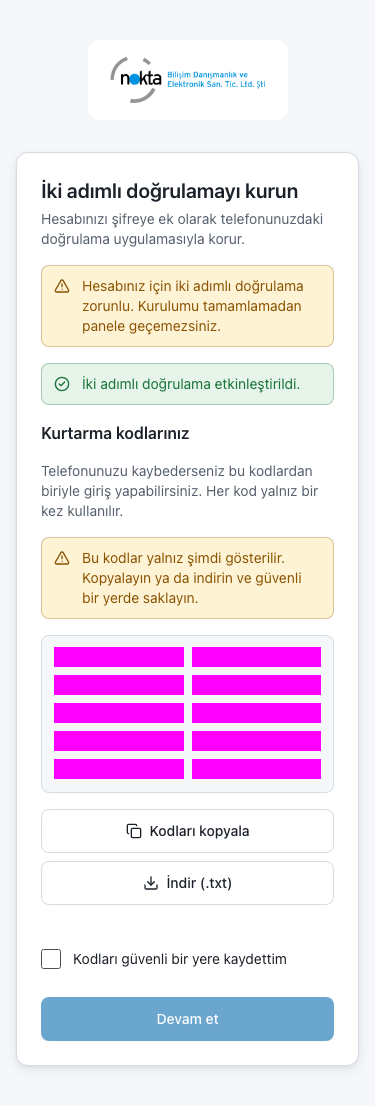 nokta
Bilişim Danışmanlık ve
Elektronik San. Tic. Ltd. Şti
İki adımlı doğrulamayı kurun
Hesabınızı şifreye ek olarak telefonunuzdaki
doğrulama uygulamasıyla korur.
Hesabınız için iki adımlı doğrulama
zorunlu. Kurulumu tamamlamadan
panele geçemezsiniz.
İki adımlı doğrulama etkinleştirildi.
Kurtarma kodlarınız
Telefonunuzu kaybederseniz bu kodlardan
biriyle giriş yapabilirsiniz. Her kod yalnız bir
kez kullanılır.
Bu kodlar yalnız şimdi gösterilir.
Kopyalayın ya da indirin ve güvenli
bir yerde saklayın.
Kodları kopyala
İndir (.txt)
Kodları güvenli bir yere kaydettim
Devam et